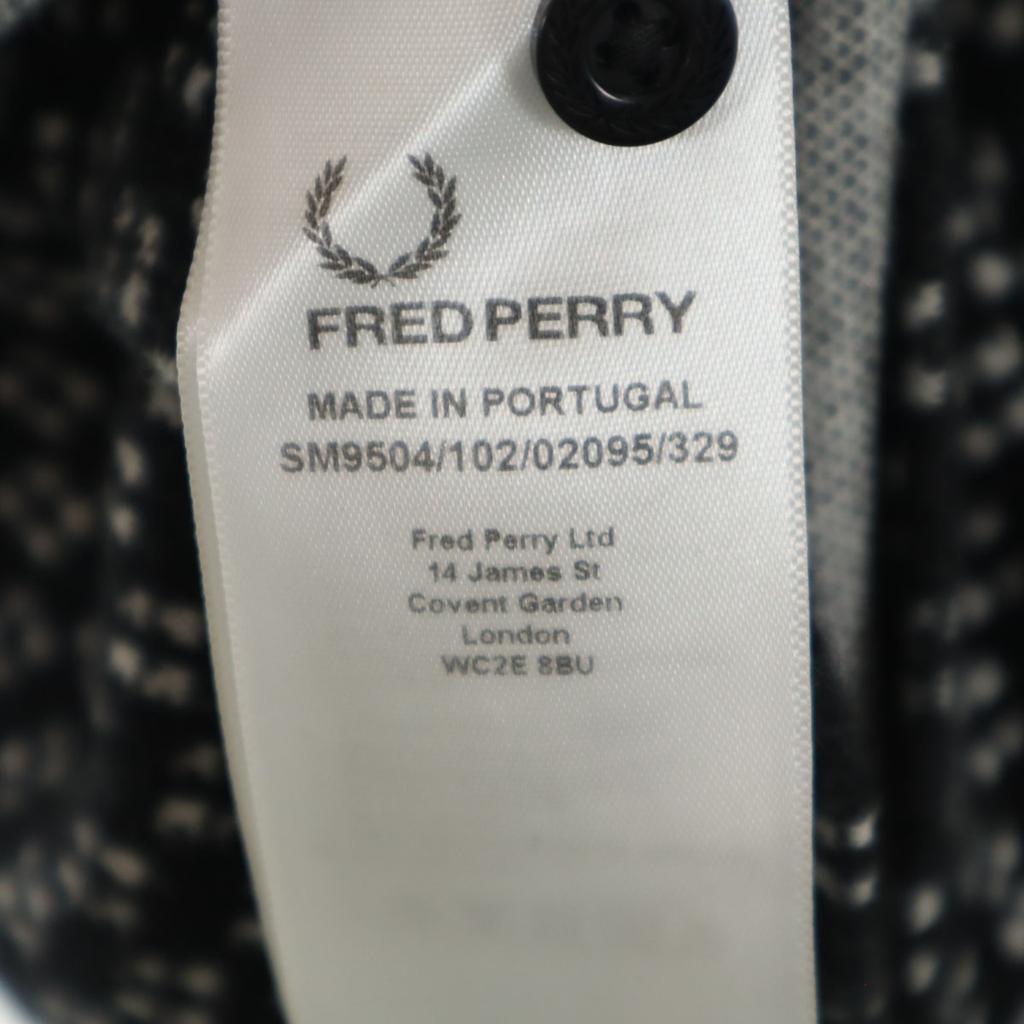 FRED PERRY
MADE IN PORTUGAL
SM9504/102/02095/329
Fred Perry Ltd
14 James St
Covent Garden
London
WC2E 8BU